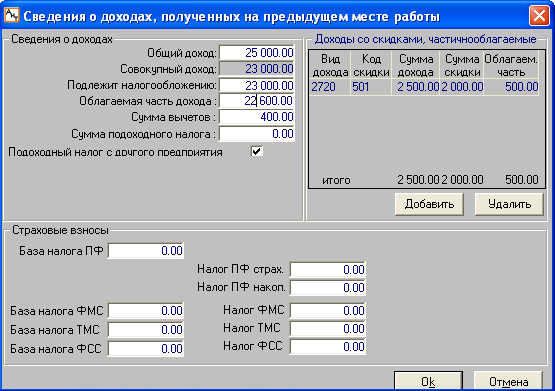 Сведения о доходах, полученных на предыдущем месте работы
Сведения о доходах
Общий доход: 25 000.00
Совокупный доход: 23 000.00
Подлежит налогообложению: 23 000.00
Облагаемая часть дохода : 22 600.00
Сумма вычетов : 400.00
Сумма подоходного налога : 0.00
Подоходный налог с другого предприятия
Доходы со скидками, частичнооблагаемые
Вид дохода Код скидки Сумма дохода Сумма скидки Облагаем. часть
2720 501 2 500.00 2 000.00 500.00
итого 2 500.00 2 000.00 500.00
Добавить Удалить
Страховые взносы
База налога ПФ 0.00
Налог ПФ страх. 0.00
Налог ПФ накоп. 0.00
База налога ФМС 0.00 Налог ФМС 0.00
База налога ТМС 0.00 Налог ТМС 0.00
База налога ФСС 0.00 Налог ФСС 0.00
Ok Отмена